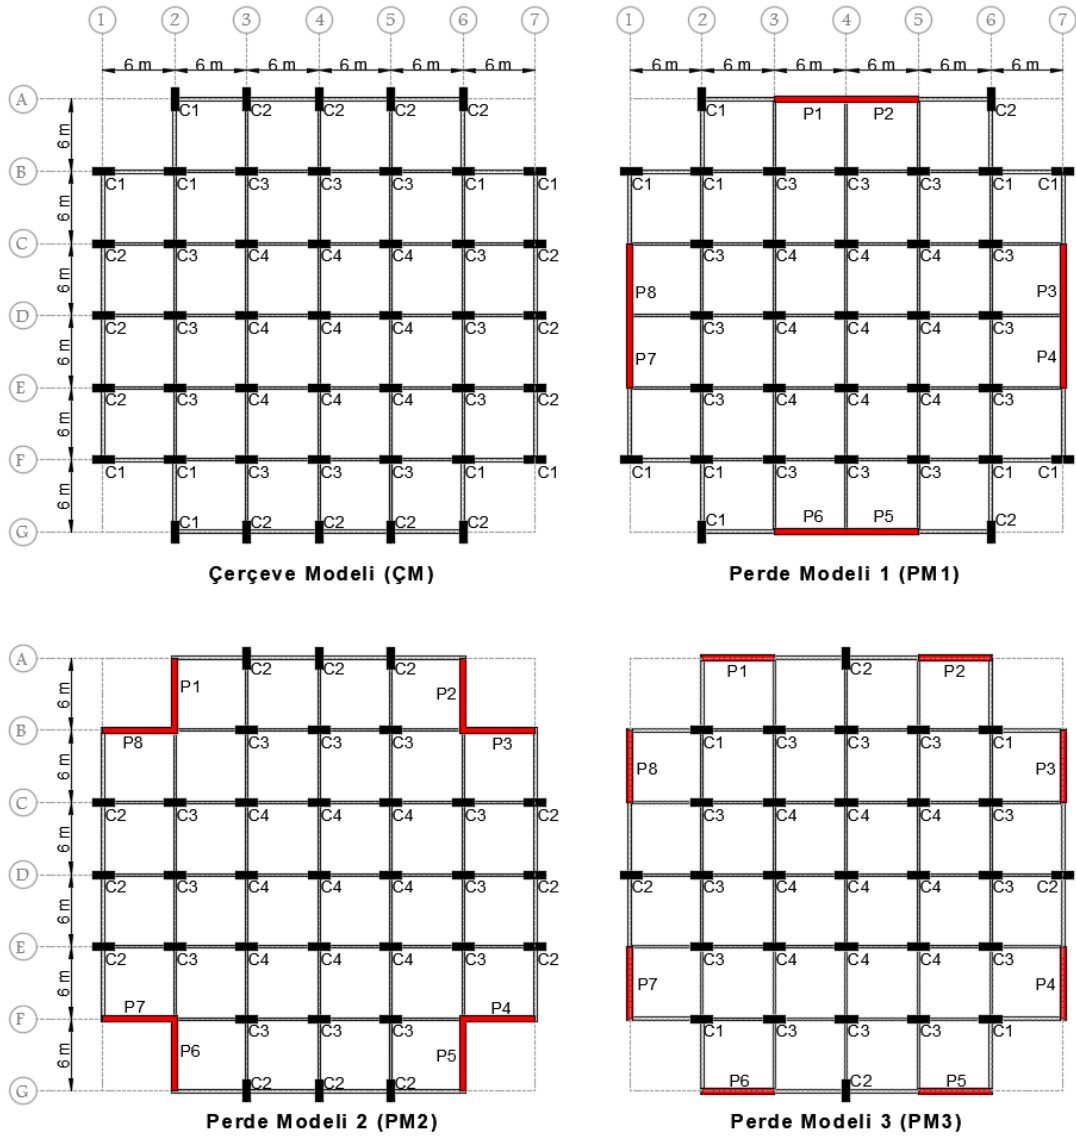 1 2 3 4 5 6 7
1 2 3 4 5 6 7
6 m 6 m 6 m 6 m 6 m 6 m
6 m 6 m 6 m 6 m 6 m 6 m
A
C1 C2 C2 C2 C2
6 m
B
C1 C1 C3 C3 C3 C1 C1
6 m
C
C2 C3 C4 C4 C4 C3 C2
6 m
D
C2 C3 C4 C4 C4 C3 C2
6 m
E
C2 C3 C4 C4 C4 C3 C2
6 m
F
C1 C1 C3 C3 C3 C1 C1
6 m
G
C1 C2 C2 C2 C2
Çerçeve Modeli (ÇM)
C1 P1 P2 C2
C1 C1 C3 C3 C3 C1 C1
C3 C4 C4 C4 C3
P8 P3
C3 C4 C4 C4 C3
P7 P4
C3 C4 C4 C4 C3
C1 C1 C3 C3 C3 C1 C1
P6 P5
C1 C2
Perde Modeli 1 (PM1)
A
C2 C2 C2
6 m
P1 P2
B
P8 C3 C3 C3 P3
6 m
C
C2 C3 C4 C4 C4 C3 C2
6 m
D
C2 C3 C4 C4 C4 C3 C2
6 m
E
C2 C3 C4 C4 C4 C3 C2
6 m
P7 P4
F
C3 C3 C3
6 m
P6 P5
G
C2 C2 C2
Perde Modeli 2 (PM2)
P1 C2 P2
C1 C3 C3 C3 C1
P8 P3
C3 C4 C4 C4 C3
C2 C3 C4 C4 C4 C3 C2
C3 C4 C4 C4 C3
P7 P4
C1 C3 C3 C3 C1
P6 C2 P5
Perde Modeli 3 (PM3)